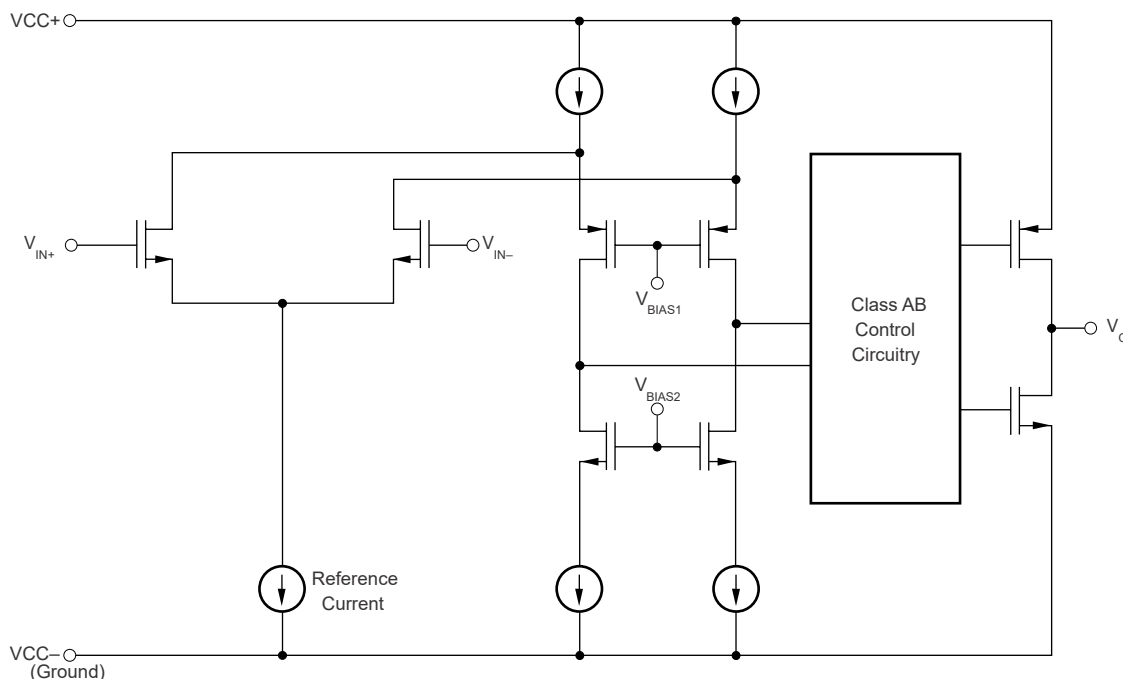 VCC+
VIN+
VIN–
VBIAS1
VBIAS2
Class AB
Control
Circuitry
Reference
Current
VCC–
(Ground)